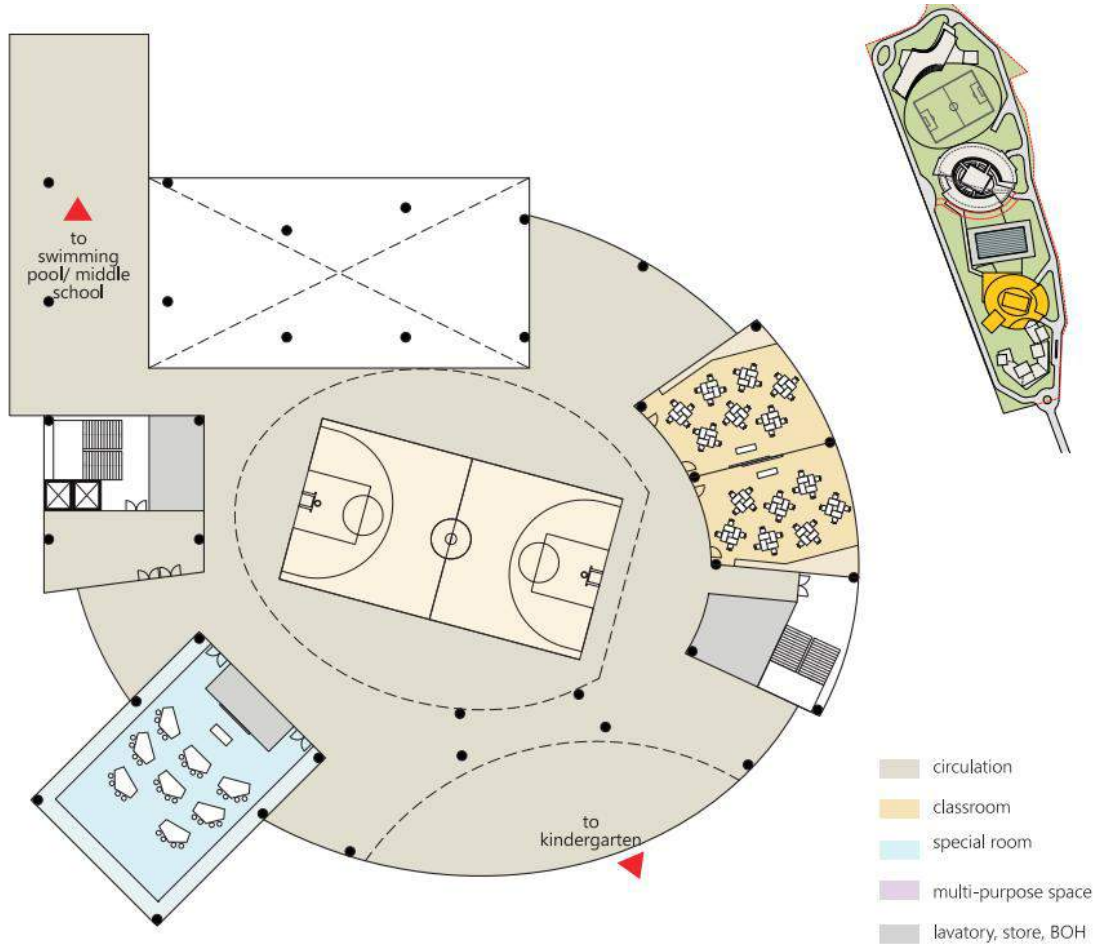 to
swimming
pool/ middle
school
to
kindergarten
circulation
classroom
special room
multi-purpose space
lavatory, store, BOH